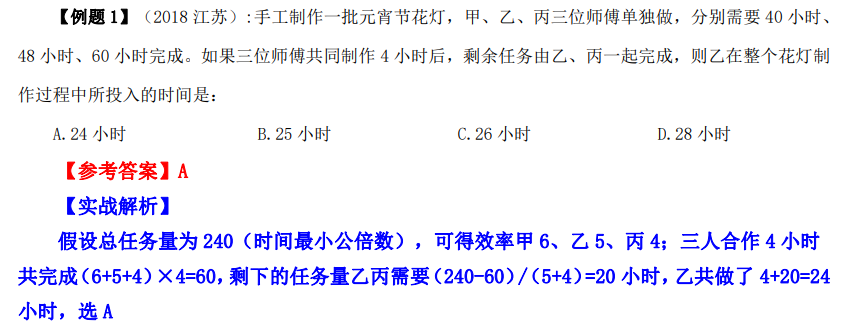 【例题 1】（2018 江苏）：手工制作一批元宵节花灯，甲、乙、丙三位师傅单独做，分别需要 40 小时、
48 小时、60 小时完成。如果三位师傅共同制作 4 小时后，剩余任务由乙、丙一起完成，则乙在整个花灯制
作过程中所投入的时间是：
A.24 小时 B.25 小时 C.26 小时 D.28 小时
【参考答案】A
【实战解析】
假设总任务量为 240（时间最小公倍数），可得效率甲 6、乙 5、丙 4；三人合作 4 小时
共完成（6+5+4）×4=60，剩下的任务量乙丙需要（240-60）/（5+4）=20 小时，乙共做了 4+20=24
小时，选 A